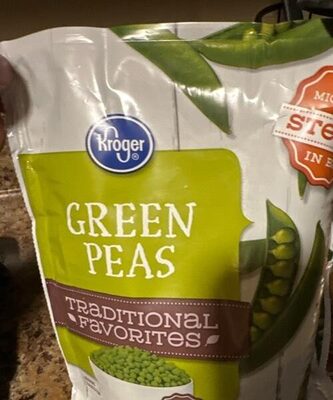 Kroger
GREEN
PEAS
TRADITIONAL
FAVORITES